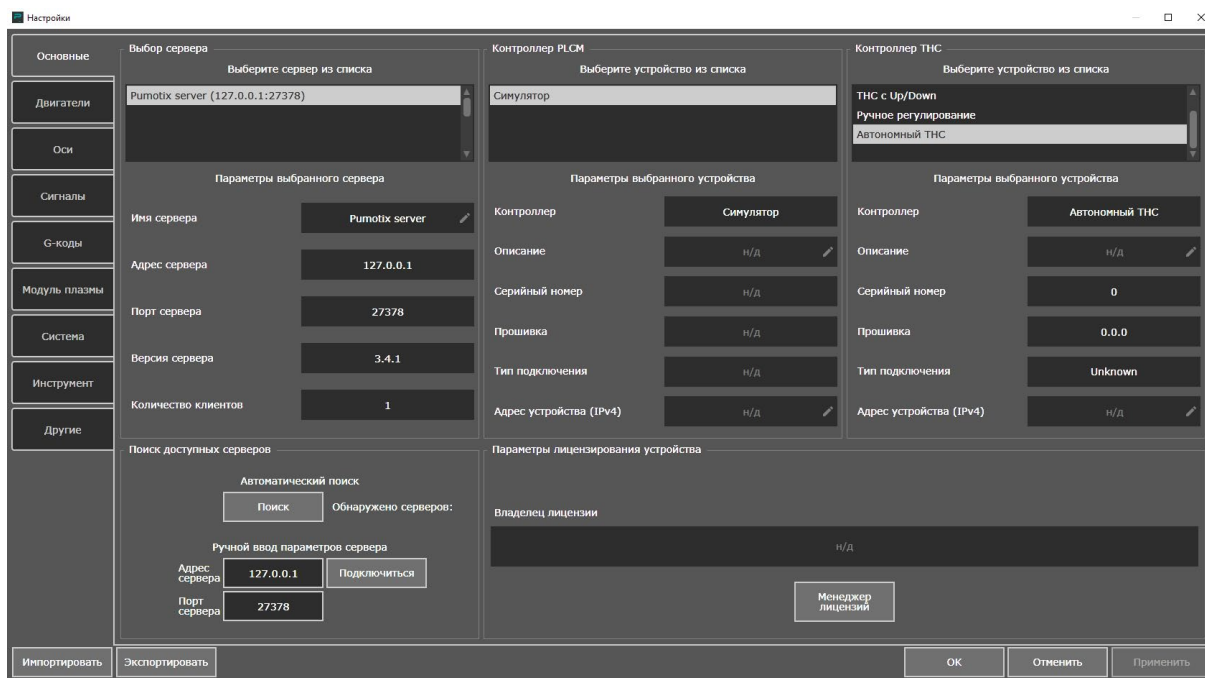 Настройки
Основные
Двигатели
Оси
Сигналы
G-коды
Модуль плазмы
Система
Инструмент
Другие
Выбор сервера
Выберите сервер из списка
Pumotix server (127.0.0.1:27378)
Параметры выбранного сервера
Имя сервера
Pumotix server
Адрес сервера
127.0.0.1
Порт сервера
27378
Версия сервера
3.4.1
Количество клиентов
1
Контроллер PLCM
Выберите устройство из списка
Симулятор
Параметры выбранного устройства
Контроллер
Симулятор
Описание
н/д
Серийный номер
н/д
Прошивка
н/д
Тип подключения
н/д
Адрес устройства (IPv4)
н/д
Контроллер THC
Выберите устройство из списка
THC с Up/Down
Ручное регулирование
Автономный THC
Параметры выбранного устройства
Контроллер
Автономный THC
Описание
н/д
Серийный номер
0
Прошивка
0.0.0
Тип подключения
Unknown
Адрес устройства (IPv4)
н/д
Поиск доступных серверов
Автоматический поиск
Поиск
Обнаружено серверов:
Ручной ввод параметров сервера
Адрес
сервера
127.0.0.1
Подключиться
Порт
сервера
27378
Параметры лицензирования устройства
Владелец лицензии
н/д
Менеджер
лицензий
Импортировать
Экспортировать
OK
Отменить
Применить